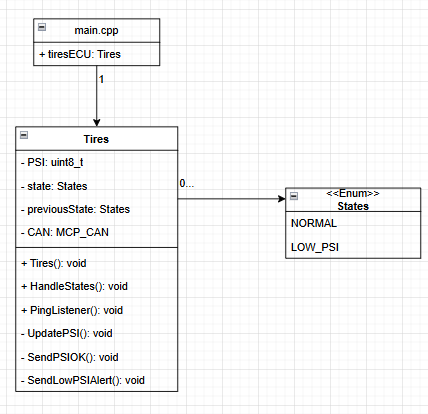 main.cpp
+ tiresECU: Tires
1
Tires
- PSI: uint8_t
- state: States
- previousState: States
- CAN: MCP_CAN
+ Tires(): void
+ HandleStates(): void
+ PingListener(): void
- UpdatePSI(): void
- SendPSIOK(): void
- SendLowPSIAlert(): void
0...
<<Enum>>
States
NORMAL
LOW_PSI